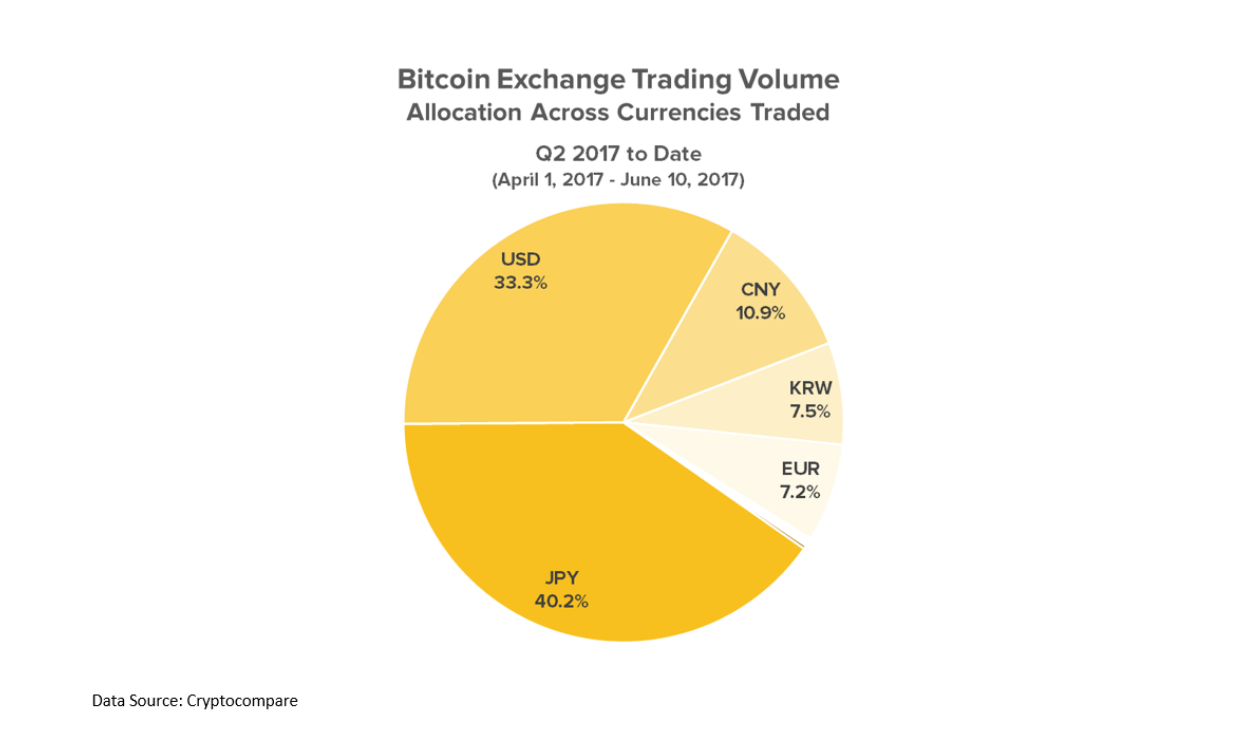 Bitcoin Exchange Trading Volume
Allocation Across Currencies Traded
Q2 2017 to Date
(April 1, 2017 - June 10, 2017)
USD
33.3%
CNY
10.9%
KRW
7.5%
EUR
7.2%
JPY
40.2%
Data Source: Cryptocompare